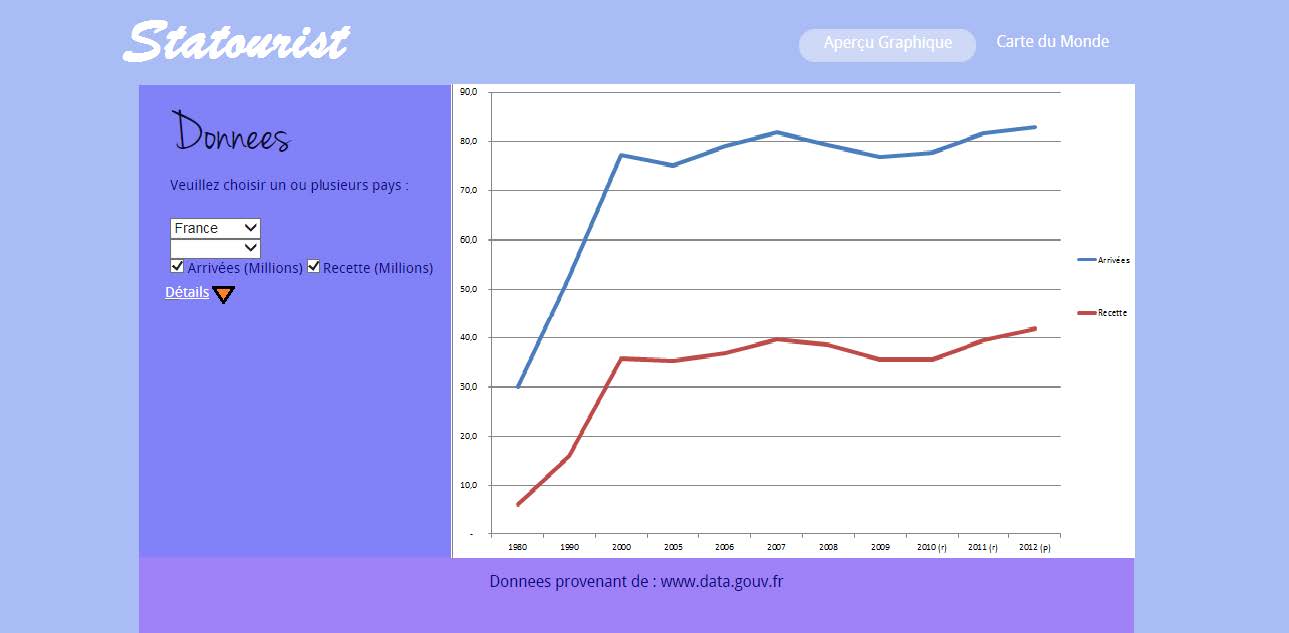 Statourist
Aperçu Graphique
Carte du Monde
Donnees
Veuillez choisir un ou plusieurs pays :
France
Arrivées (Millions) Recette (Millions)
Détails
90,0
80,0
70,0
60,0
50,0
40,0
30,0
20,0
10,0
-
1980 1990 2000 2005 2006 2007 2008 2009 2010 (r) 2011 (r) 2012 (p)
Arrivées
Recette
Donnees provenant de : www.data.gouv.fr